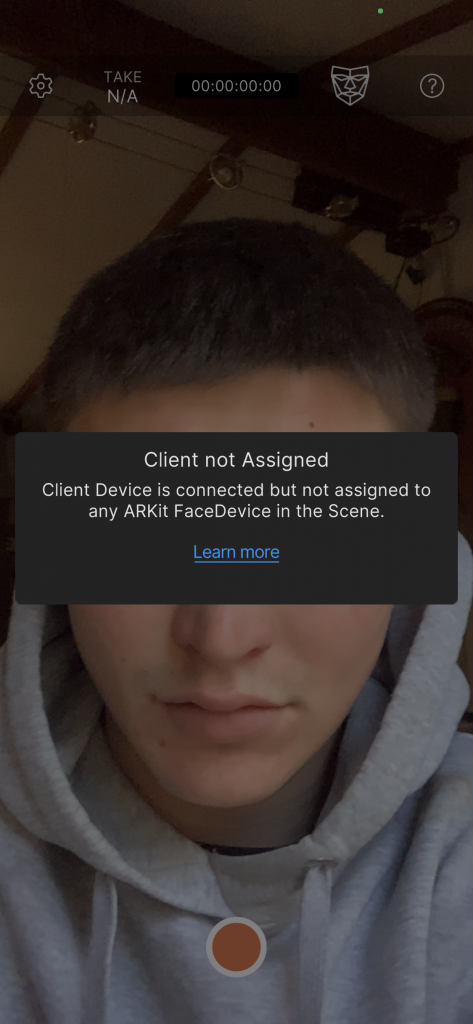 TAKE
N/A
00:00:00:00
?
Client not Assigned
Client Device is connected but not assigned to
any ARKit FaceDevice in the Scene.
Learn more